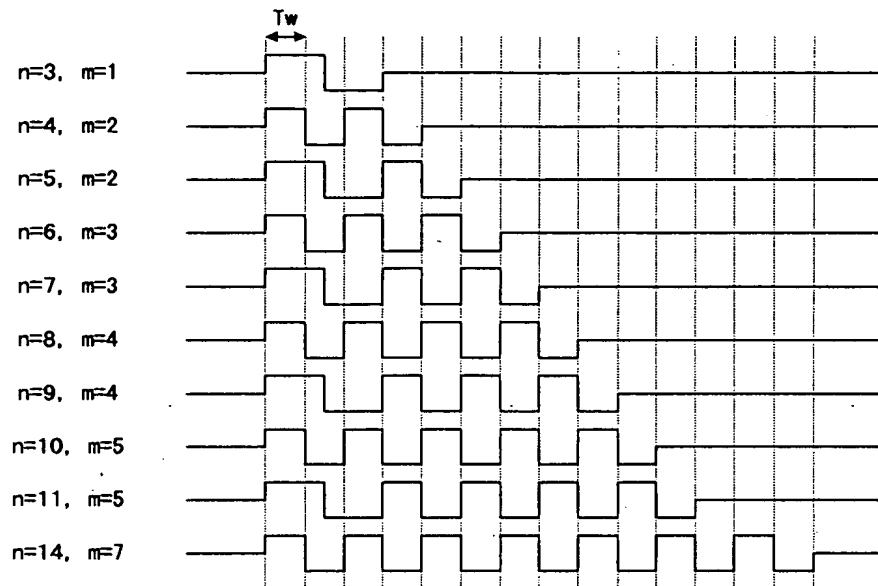 Tw
n=3, m=1
n=4, m=2
n=5, m=2
n=6, m=3
n=7, m=3
n=8, m=4
n=9, m=4
n=10, m=5
n=11, m=5
n=14, m=7